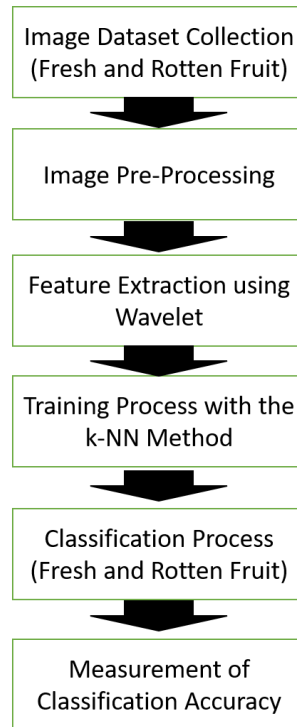 Image Dataset Collection
(Fresh and Rotten Fruit)
Image Pre-Processing
Feature Extraction using
Wavelet
Training Process with the
k-NN Method
Classification Process
(Fresh and Rotten Fruit)
Measurement of
Classification Accuracy